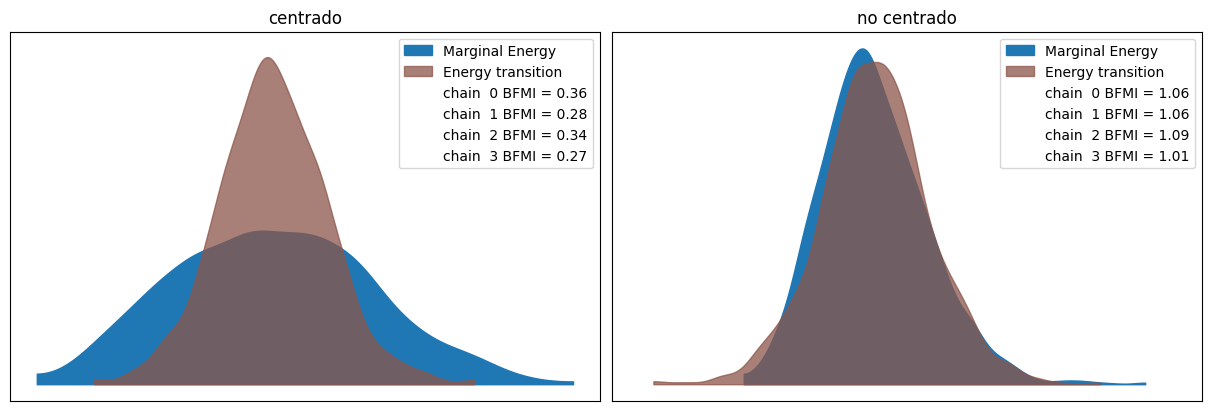 centrado
Marginal Energy
Energy transition
chain  0 BFMI = 0.36
chain  1 BFMI = 0.28
chain  2 BFMI = 0.34
chain  3 BFMI = 0.27
no centrado
Marginal Energy
Energy transition
chain  0 BFMI = 1.06
chain  1 BFMI = 1.06
chain  2 BFMI = 1.09
chain  3 BFMI = 1.01